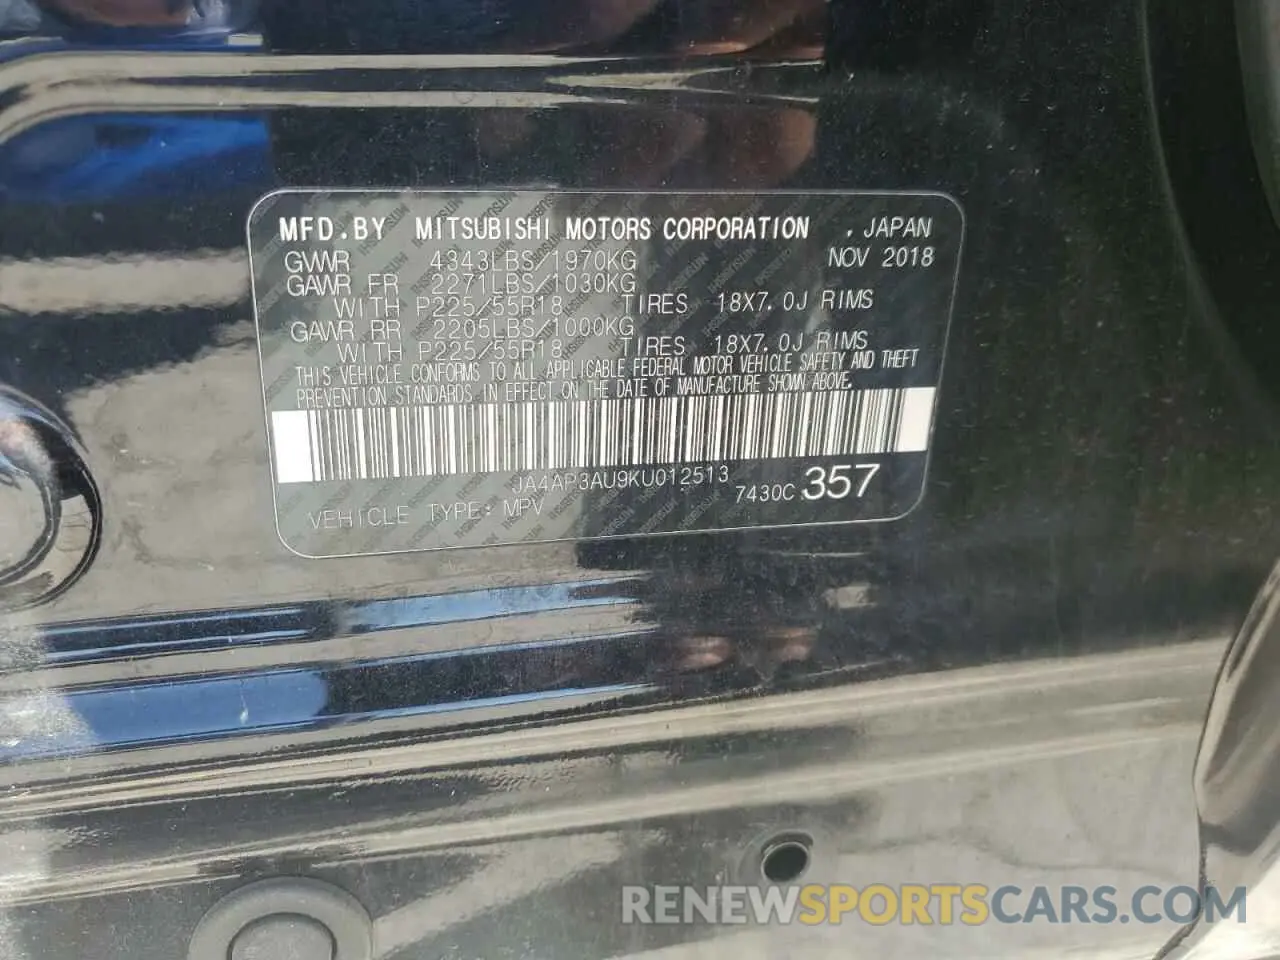 MFD.BY MITSUBISHI MOTORS CORPORATION , JAPAN
GVWR 4343LBS/1970KG NOV 2018
GAWR FR 2271LBS/1030KG
WITH P225/55R18 TIRES 18X7.0J RIMS
GAWR RR 2205LBS/1000KG
WITH P225/55R18 TIRES 18X7.0J RIMS
THIS VEHICLE CONFORMS TO ALL APPLICABLE FEDERAL MOTOR VEHICLE SAFETY AND THEFT
PREVENTION STANDARDS IN EFFECT ON THE DATE OF MANUFACTURE SHOWN ABOVE.
JA4AP3AU9KU012513
VEHICLE TYPE: MPV 7430C 357
RENEWSPORTSCARS.COM